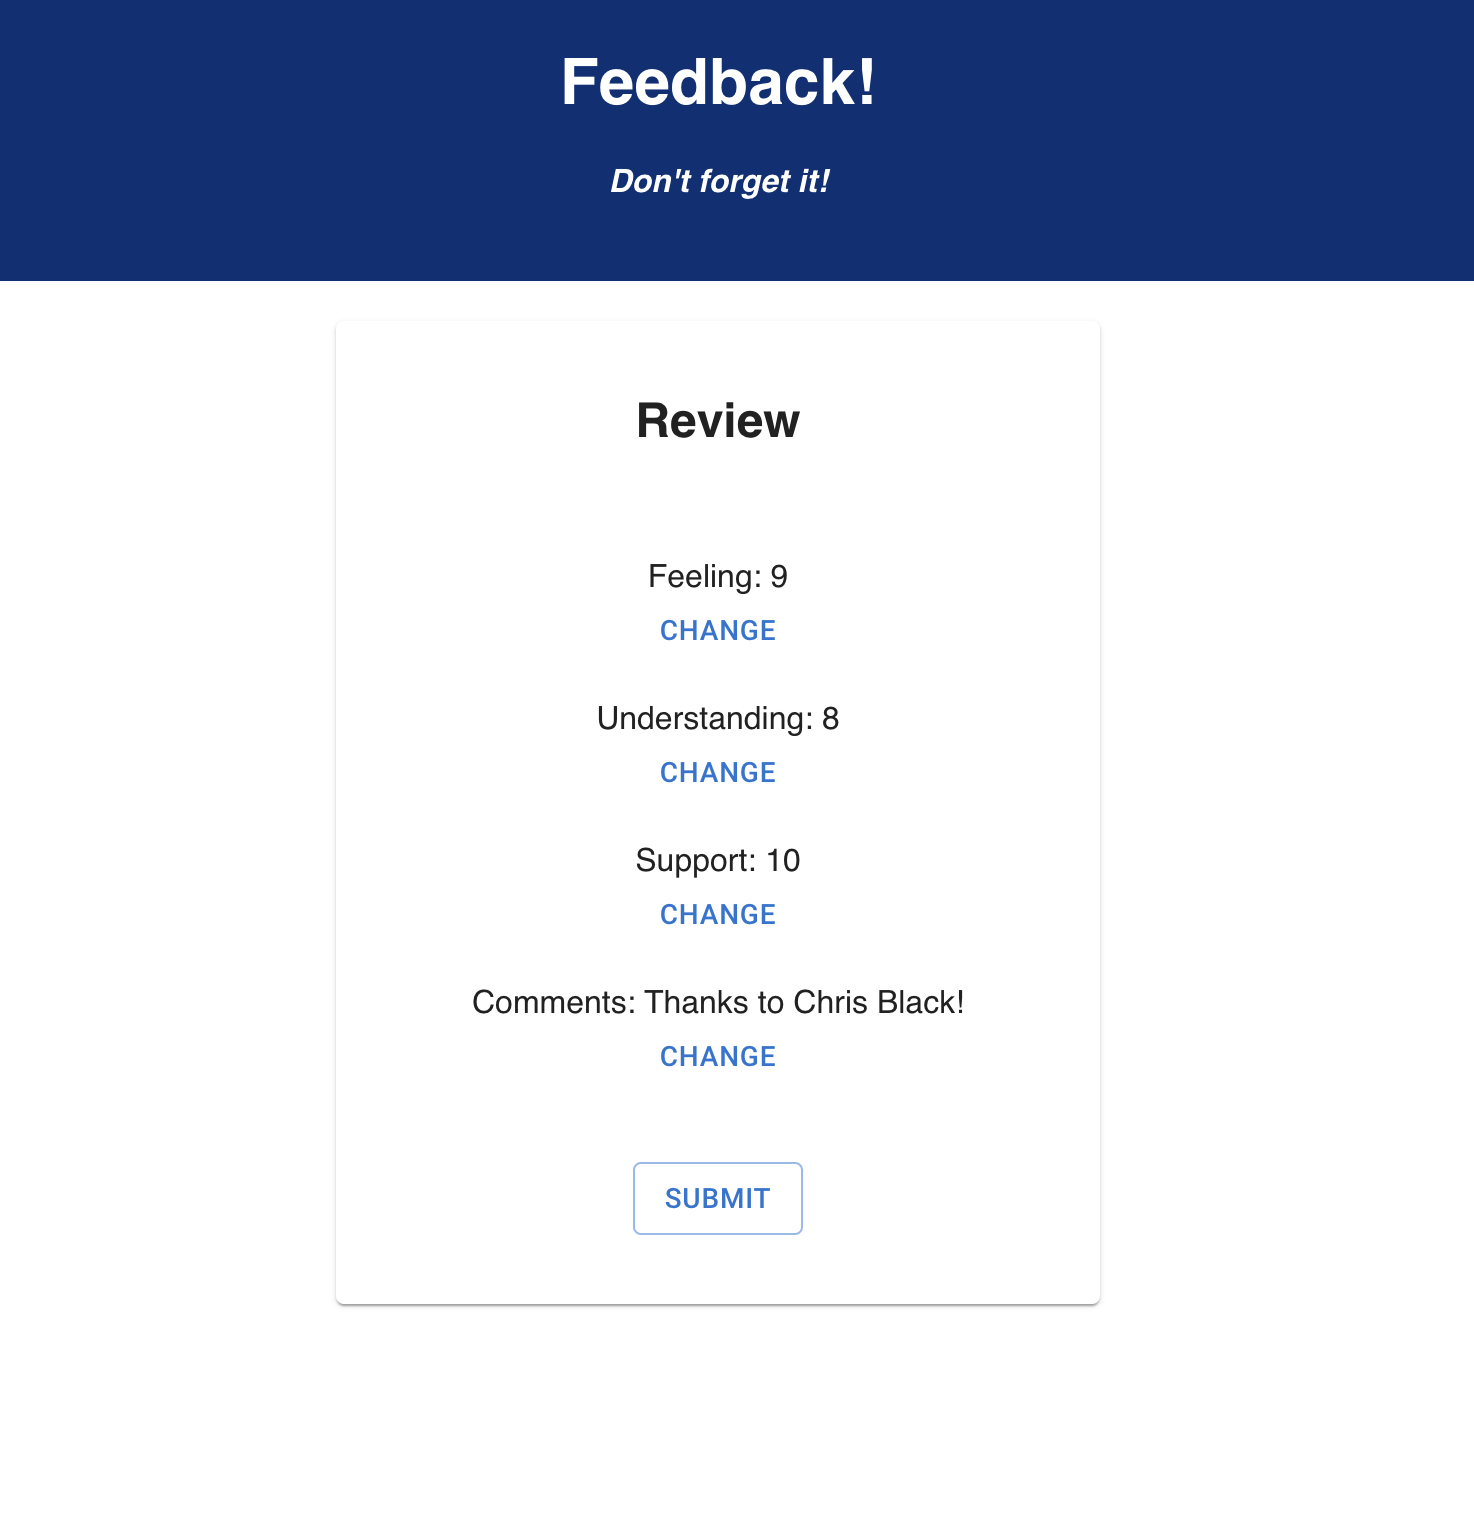 Feedback!
Don't forget it!
Review
Feeling: 9
CHANGE
Understanding: 8
CHANGE
Support: 10
CHANGE
Comments: Thanks to Chris Black!
CHANGE
SUBMIT